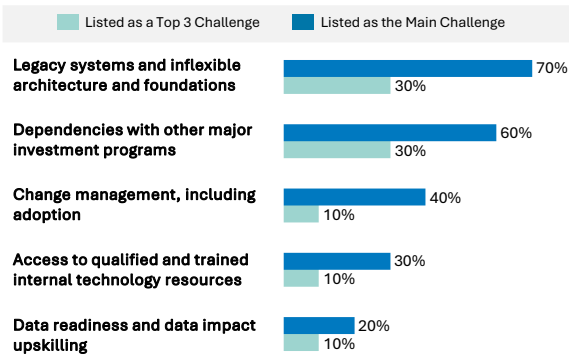 Listed as a Top 3 Challenge Listed as the Main Challenge
Legacy systems and inflexible
architecture and foundations
70%
30%
Dependencies with other major
investment programs
60%
30%
Change management, including
adoption
40%
10%
Access to qualified and trained
internal technology resources
30%
10%
Data readiness and data impact
upskilling
20%
10%